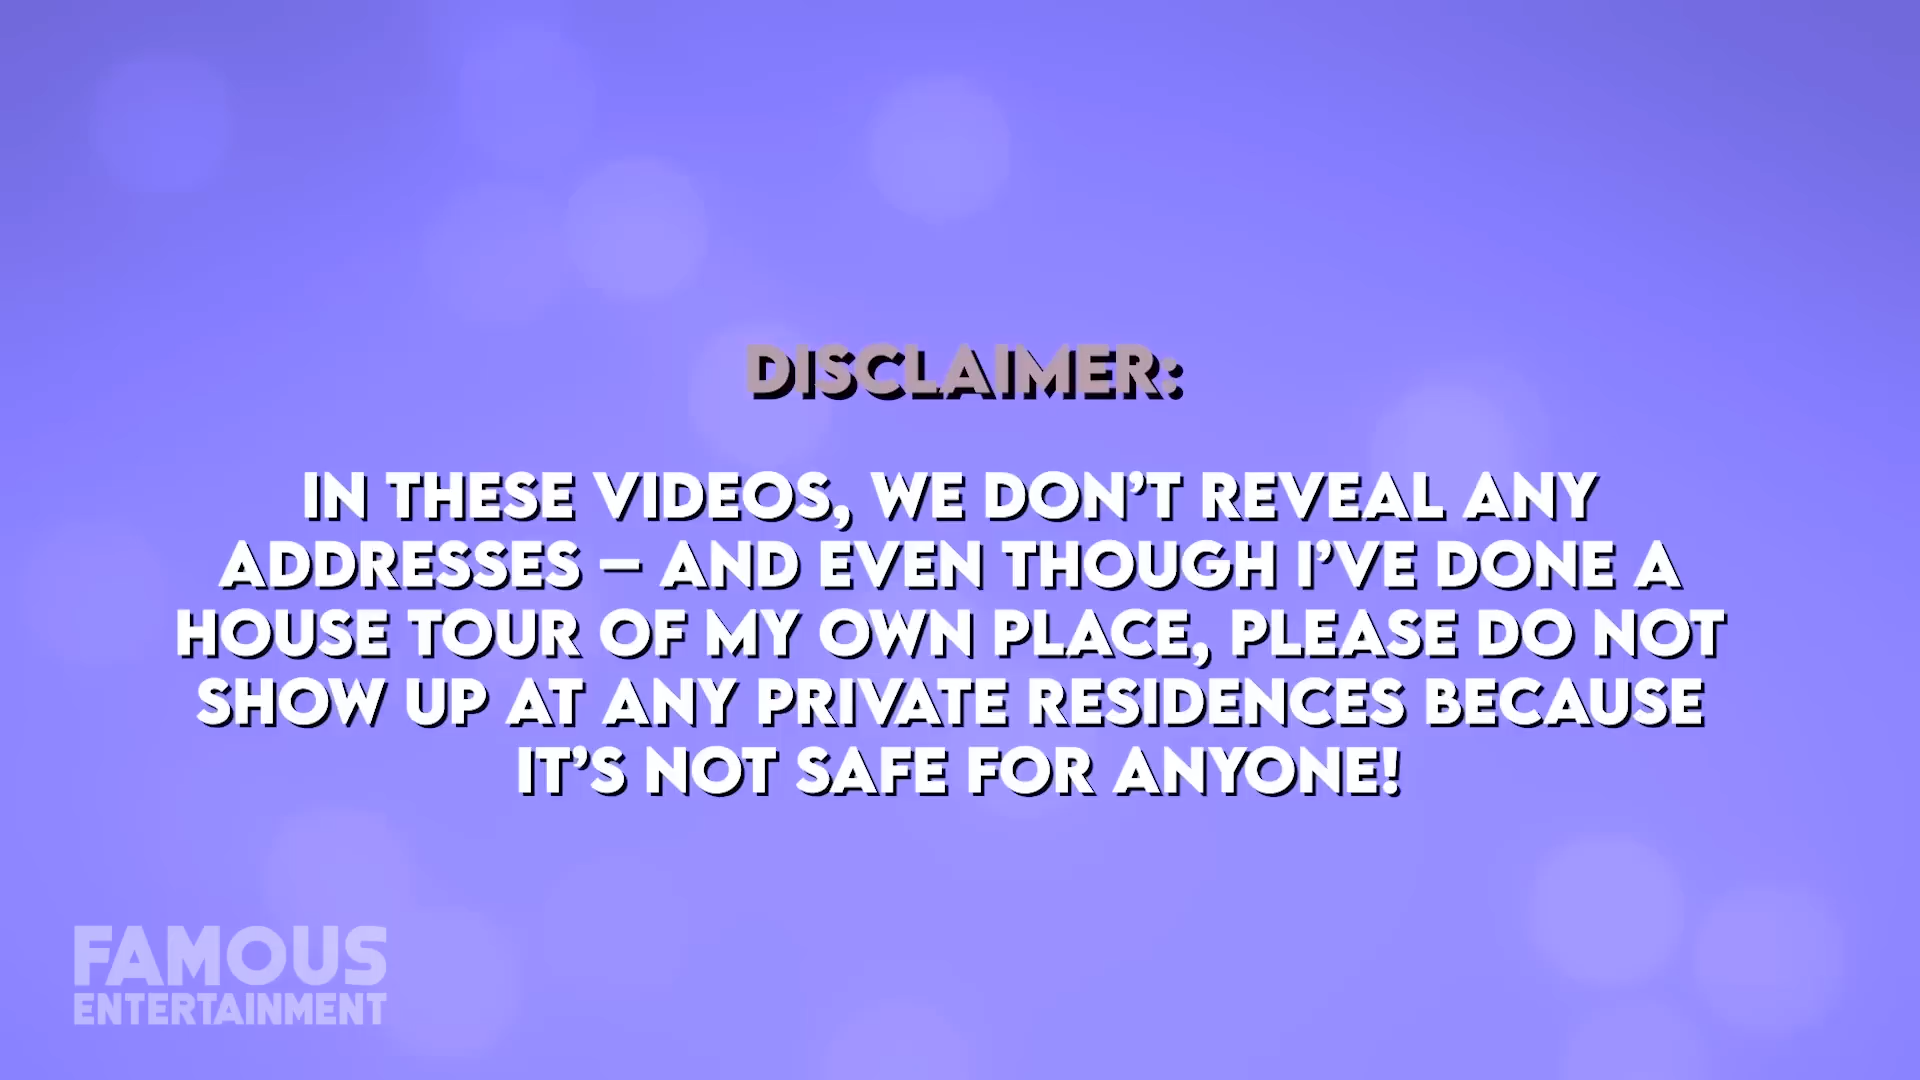 DISCLAIMER:
IN THESE VIDEOS, WE DON'T REVEAL ANY
ADDRESSES – AND EVEN THOUGH I'VE DONE A
HOUSE TOUR OF MY OWN PLACE, PLEASE DO NOT
SHOW UP AT ANY PRIVATE RESIDENCES BECAUSE
IT'S NOT SAFE FOR ANYONE!
FAMOUS
ENTERTAINMENT